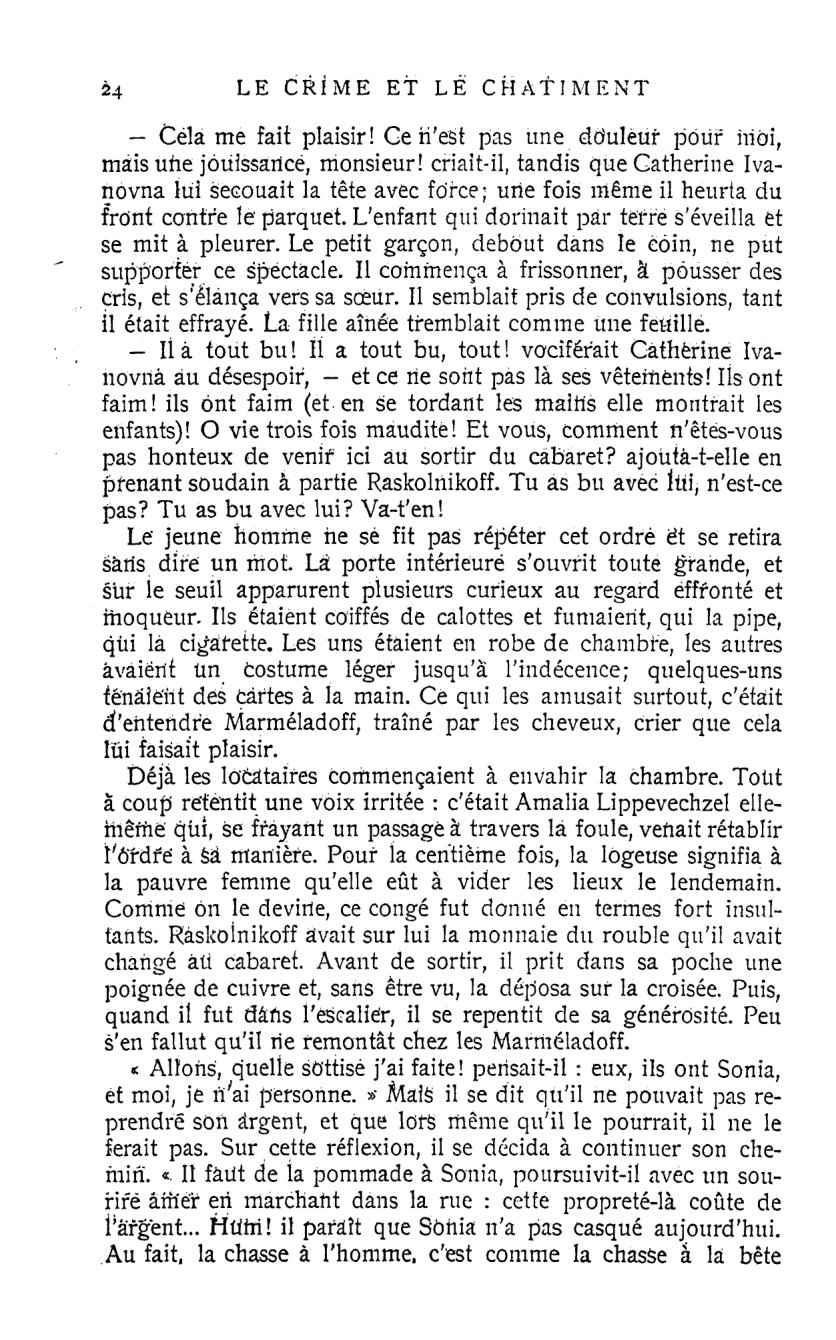 24 LE CRIME ET LE CHATIMENT
— Cela me fait plaisir! Ce n'est pas une douleur pour moi,
mais une jouissance, monsieur! criait-il, tandis que Catherine Iva-
novna lui secouait la tête avec force; une fois même il heurta du
front contre le parquet. L'enfant qui dormait par terre s'éveilla et
se mit à pleurer. Le petit garçon, debout dans le coin, ne put
supporter ce spectacle. Il commença à frissonner, à pousser des
cris, et s'élança vers sa sœur. Il semblait pris de convulsions, tant
il était effrayé. La fille aînée tremblait comme une feuille.
— Il a tout bu! Il a tout bu, tout! vociférait Catherine Iva-
novna au désespoir, — et ce ne sont pas là ses vêtements! Ils ont
faim! ils ont faim (et en se tordant les mains elle montrait les
enfants)! O vie trois fois maudite! Et vous, comment n'êtes-vous
pas honteux de venir ici au sortir du cabaret? ajouta-t-elle en
prenant soudain à partie Raskolnikoff. Tu as bu avec lui, n'est-ce
pas? Tu as bu avec lui? Va-t'en!
Le jeune homme ne se fit pas répéter cet ordre et se retira
sans dire un mot. La porte intérieure s'ouvrit toute grande, et
sur le seuil apparurent plusieurs curieux au regard effronté et
moqueur. Ils étaient coiffés de calottes et fumaient, qui la pipe,
qui la cigarette. Les uns étaient en robe de chambre, les autres
avaient un costume léger jusqu'à l'indécence; quelques-uns
tenaient des cartes à la main. Ce qui les amusait surtout, c'était
d'entendre Marméladoff, traîné par les cheveux, crier que cela
lui faisait plaisir.
Déjà les locataires commençaient à envahir la chambre. Tout
à coup retentit une voix irritée : c'était Amalia Lippevechzel elle-
même qui, se frayant un passage à travers la foule, venait rétablir
l'ordre à sa manière. Pour la centième fois, la logeuse signifia à
la pauvre femme qu'elle eût à vider les lieux le lendemain.
Comme on le devine, ce congé fut donné en termes fort insul-
tants. Raskolnikoff avait sur lui la monnaie du rouble qu'il avait
changé au cabaret. Avant de sortir, il prit dans sa poche une
poignée de cuivre et, sans être vu, la déposa sur la croisée. Puis,
quand il fut dans l'escalier, il se repentit de sa générosité. Peu
s'en fallut qu'il ne remontât chez les Marméladoff.
« Allons, quelle sottise j'ai faite! pensait-il : eux, ils ont Sonia,
et moi, je n'ai personne. » Mais il se dit qu'il ne pouvait pas re-
prendre son argent, et que lors même qu'il le pourrait, il ne le
ferait pas. Sur cette réflexion, il se décida à continuer son che-
min. « Il faut de la pommade à Sonia, poursuivit-il avec un sou-
rire amer en marchant dans la rue : cette propreté-là coûte de
l'argent... Hum! il paraît que Sonia n'a pas casqué aujourd'hui.
Au fait, la chasse à l'homme, c'est comme la chasse à la bête